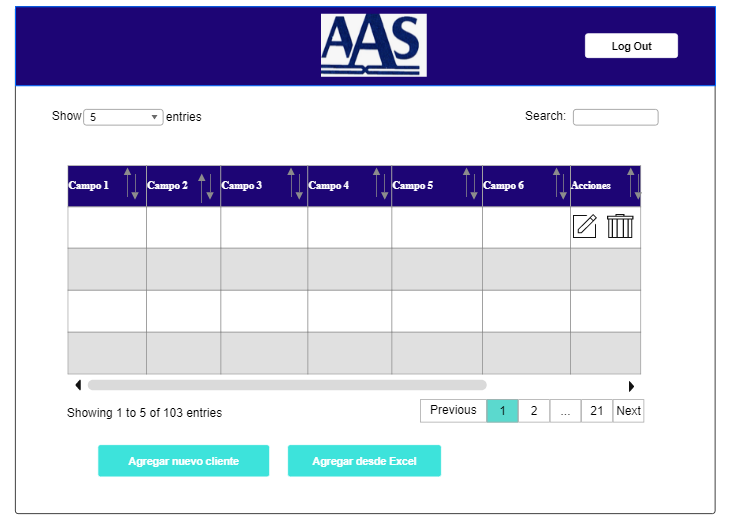 AAS
Log Out
Show 5 entries
Search:
Campo 1 Campo 2 Campo 3 Campo 4 Campo 5 Campo 6 Acciones
Showing 1 to 5 of 103 entries
Previous 1 2 ... 21 Next
Agregar nuevo cliente Agregar desde Excel